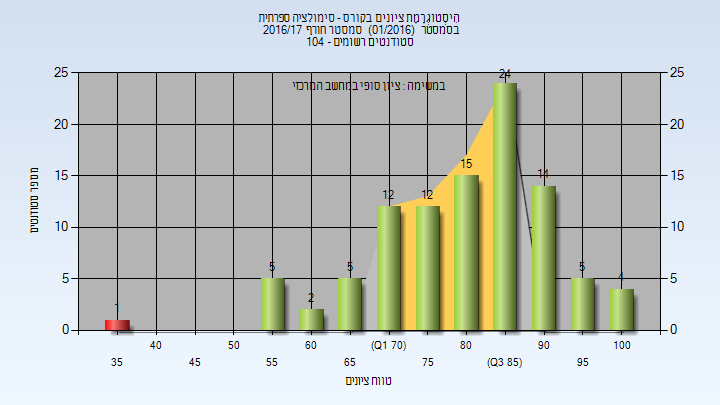 היסטוגרמת ציונים בקורס - סימולציה ספרתית
בסמסטר (01/2016) סמסטר חורף 2016/17
סטודנטים רשומים - 104
במשימה : ציון סופי במחשב המרכזי
25 25
20 20
15 15
10 10
5 5
0 0
מספר סטודנטים
1 5 2 5 12 12 15 24 14 5 4
40 50 60 (Q1 70) 80 90 100
35 45 55 65 75 (Q3 85) 95
טווח ציונים